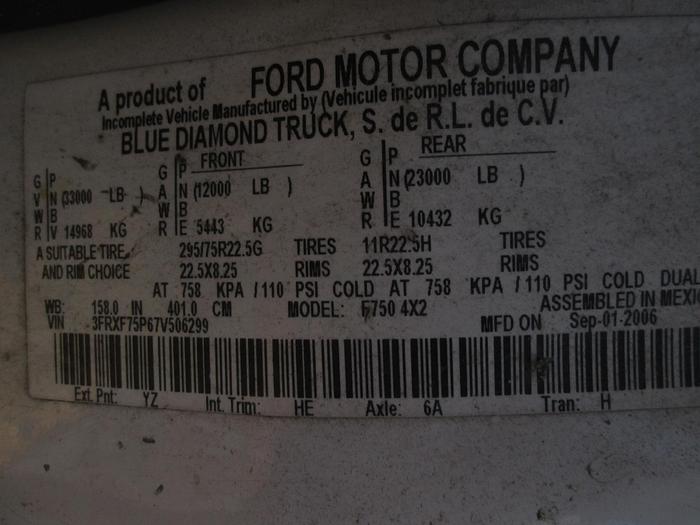 A product of FORD MOTOR COMPANY
Incomplete Vehicle Manufactured by (Vehicule incomplet fabrique par)
BLUE DIAMOND TRUCK, S. de R.L. de C.V.
FRONT REAR
G P G P G P
V N (33000 LB ) A N (12000 LB ) A N (23000 LB )
W B W B W B
R V 14968 KG R E 5443 KG R E 10432 KG
A SUITABLE TIRE 295/75R22.5G TIRES 11R22.5H TIRES
AND RIM CHOICE 22.5X8.25 RIMS 22.5X8.25 RIMS
AT 758 KPA /110 PSI COLD AT 758 KPA /110 PSI COLD DUAL
WB: 158.0 IN 401.0 CM MODEL: F750 4X2 ASSEMBLED IN MEXI
VIN 3FRXF75P67V506299 MFD ON Sep-01-2006
Ext. Pnt: YZ Int. Trim: HE Axle: 6A Tran: H